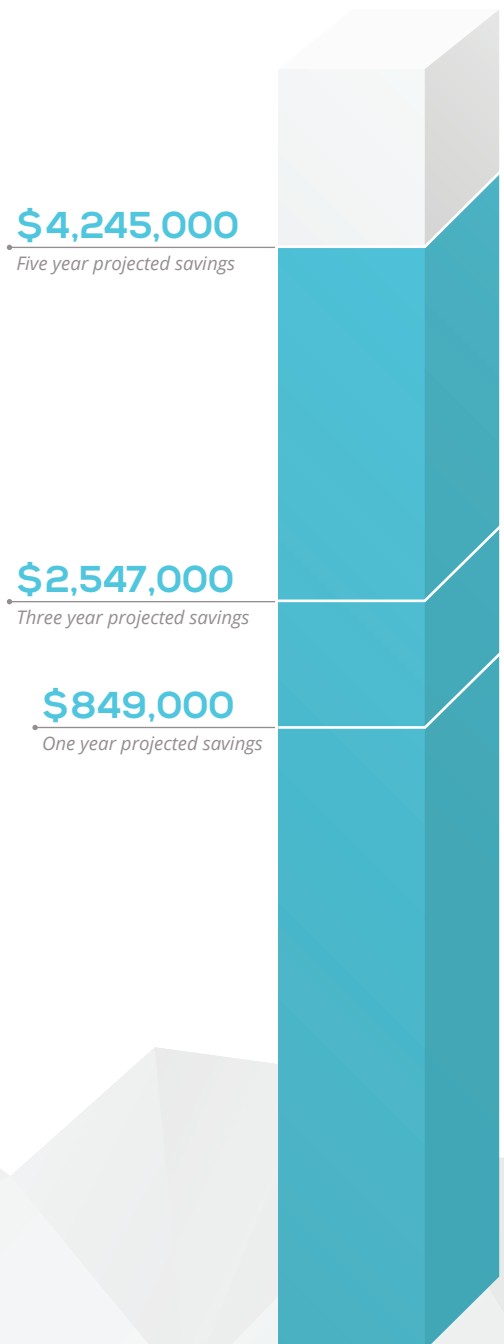 $4,245,000
Five year projected savings
$2,547,000
Three year projected savings
$849,000
One year projected savings